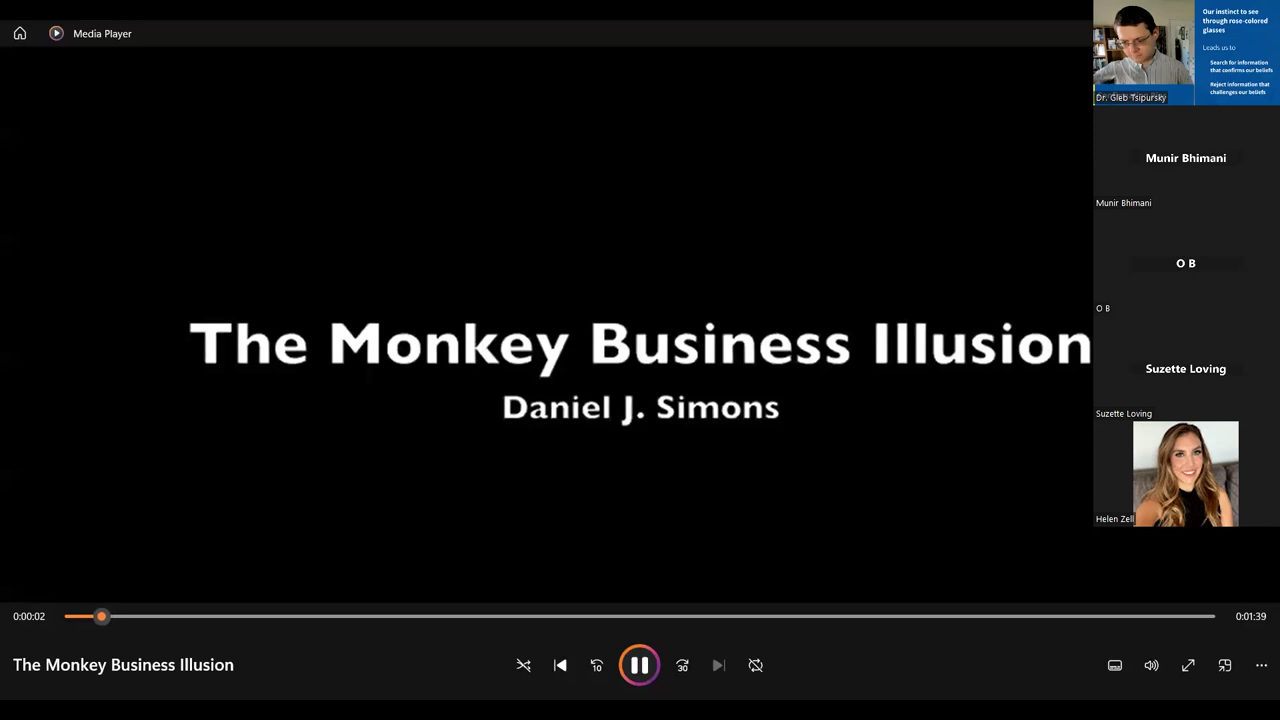 Media Player
The Monkey Business Illusion
Daniel J. Simons
Our instinct to see
through rose-colored
glasses
Leads us to
Search for information
that confirms our beliefs
Reject information that
challenges our beliefs
Dr. Gleb Tsipursky
Munir Bhimani
Munir Bhimani
O B
O B
Suzette Loving
Suzette Loving
Helen Zell
0:00:02
0:01:39
The Monkey Business Illusion
10
30